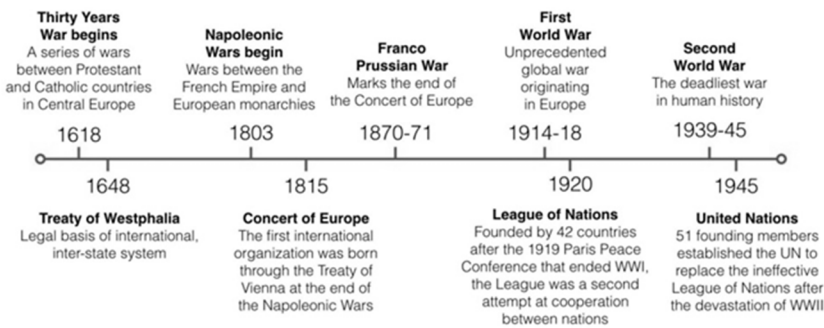 Thirty Years
War begins
A series of wars
between Protestant
and Catholic countries
in Central Europe
1618
Napoleonic
Wars begin
Wars between the
French Empire and
European monarchies
1803
Franco
Prussian War
Marks the end of
the Concert of Europe
1870-71
First
World War
Unprecedented
global war
originating
in Europe
1914-18
Second
World War
The deadliest war
in human history
1939-45
1648
Treaty of Westphalia
Legal basis of international,
inter-state system
1815
Concert of Europe
The first international
organization was born
through the Treaty of
Vienna at the end of
the Napoleonic Wars
1920
League of Nations
Founded by 42 countries
after the 1919 Paris Peace
Conference that ended WWI,
the League was a second
attempt at cooperation
between nations
1945
United Nations
51 founding members
established the UN to
replace the ineffective
League of Nations after
the devastation of WWII